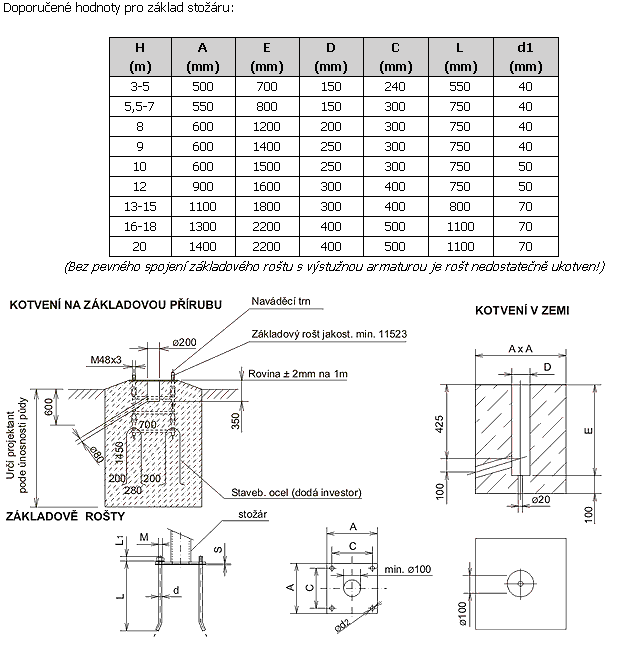 Doporučené hodnoty pro základ stožáru:
H (m) A (mm) E (mm) D (mm) C (mm) L (mm) d1 (mm)
3-5 500 700 150 240 550 40
5,5-7 550 800 150 300 750 40
8 600 1200 200 300 750 40
9 600 1400 250 300 750 40
10 600 1500 250 300 750 50
12 900 1600 300 400 750 50
13-15 1100 1800 300 400 800 70
16-18 1300 2200 400 500 1100 70
20 1400 2200 400 500 1100 70
(Bez pevného spojení základového roštu s výstužnou armaturou je rošt nedostatečně ukotven!)
KOTVENÍ NA ZÁKLADOVOU PŘÍRUBU
Naváděcí trn
ø200
Základový rošt jakost. min. 11523
M48x3
Rovina ± 2mm na 1m
600
350
700
ø80
1450
200
200
280
Určí projektant
pode únosnosti půdy
Staveb. ocel (dodá investor)
KOTVENÍ V ZEMI
A x A
D
425
E
100
ø20
100
ZÁKLADOVĚ ROŠTY
stožár
L1
M
S
L
d
A
C
min. ø100
A
C
ød2
ø100